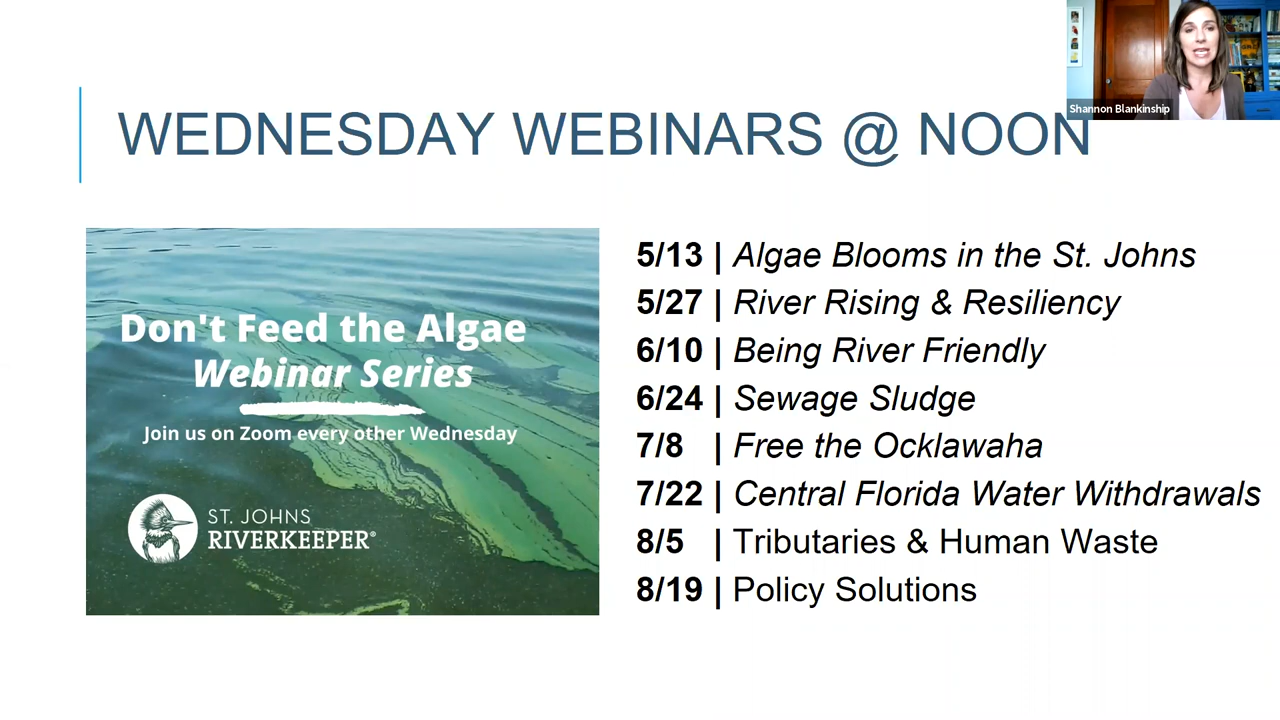 Shannon Blankinship
WEDNESDAY WEBINARS @ NOON
Don't Feed the Algae
Webinar Series
Join us on Zoom every other Wednesday
ST. JOHNS
RIVERKEEPER®
5/13 | Algae Blooms in the St. Johns
5/27 | River Rising & Resiliency
6/10 | Being River Friendly
6/24 | Sewage Sludge
7/8 | Free the Ocklawaha
7/22 | Central Florida Water Withdrawals
8/5 | Tributaries & Human Waste
8/19 | Policy Solutions